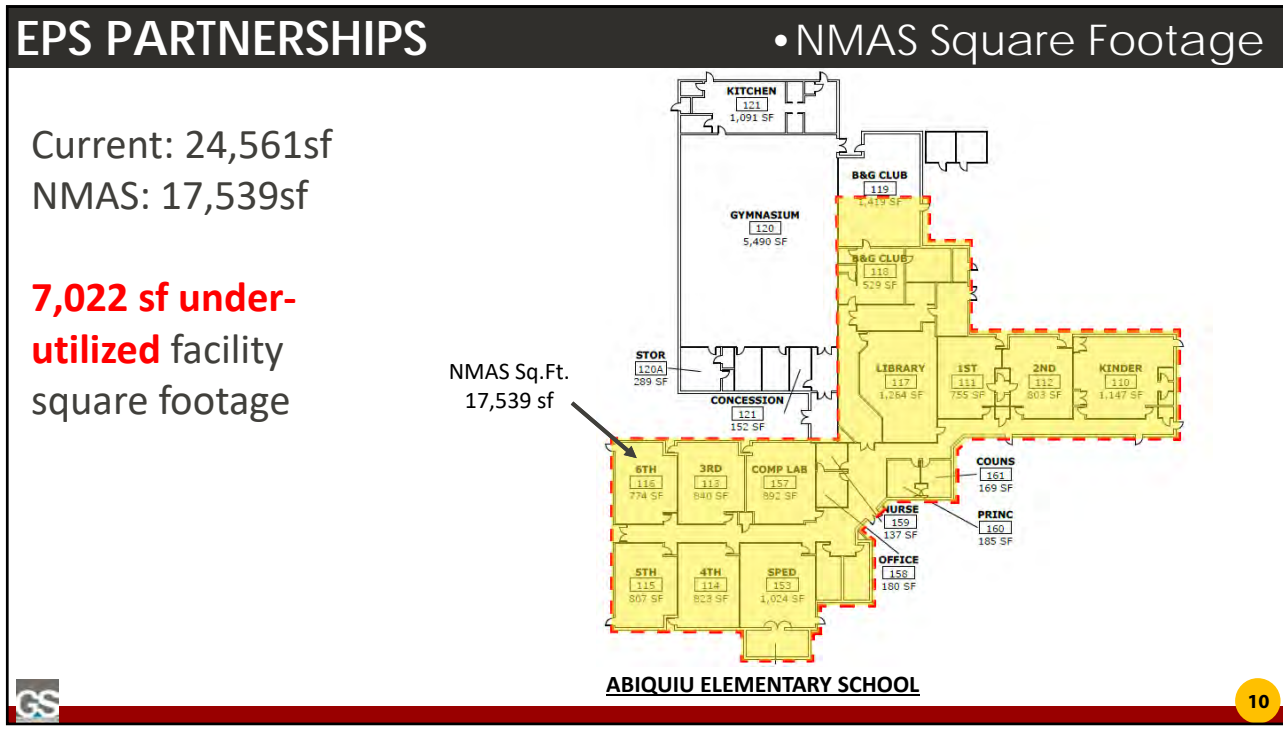 EPS PARTNERSHIPS
•NMAS Square Footage
Current: 24,561sf
NMAS: 17,539sf
7,022 sf under-
utilized facility
square footage
NMAS Sq.Ft.
17,539 sf
KITCHEN
121
1,091 SF
B&G CLUB
119
1,419 SF
GYMNASIUM
120
5,490 SF
B&G CLUB
118
529 SF
STOR
120A
289 SF
CONCESSION
121
152 SF
LIBRARY
117
1,264 SF
1ST
111
755 SF
2ND
112
803 SF
KINDER
110
1,147 SF
6TH
116
774 SF
3RD
113
840 SF
COMP LAB
157
892 SF
COUNS
161
169 SF
NURSE
159
137 SF
PRINC
160
185 SF
OFFICE
158
180 SF
5TH
115
807 SF
4TH
114
823 SF
SPED
153
1,024 SF
ABIQUIU ELEMENTARY SCHOOL
GS
10